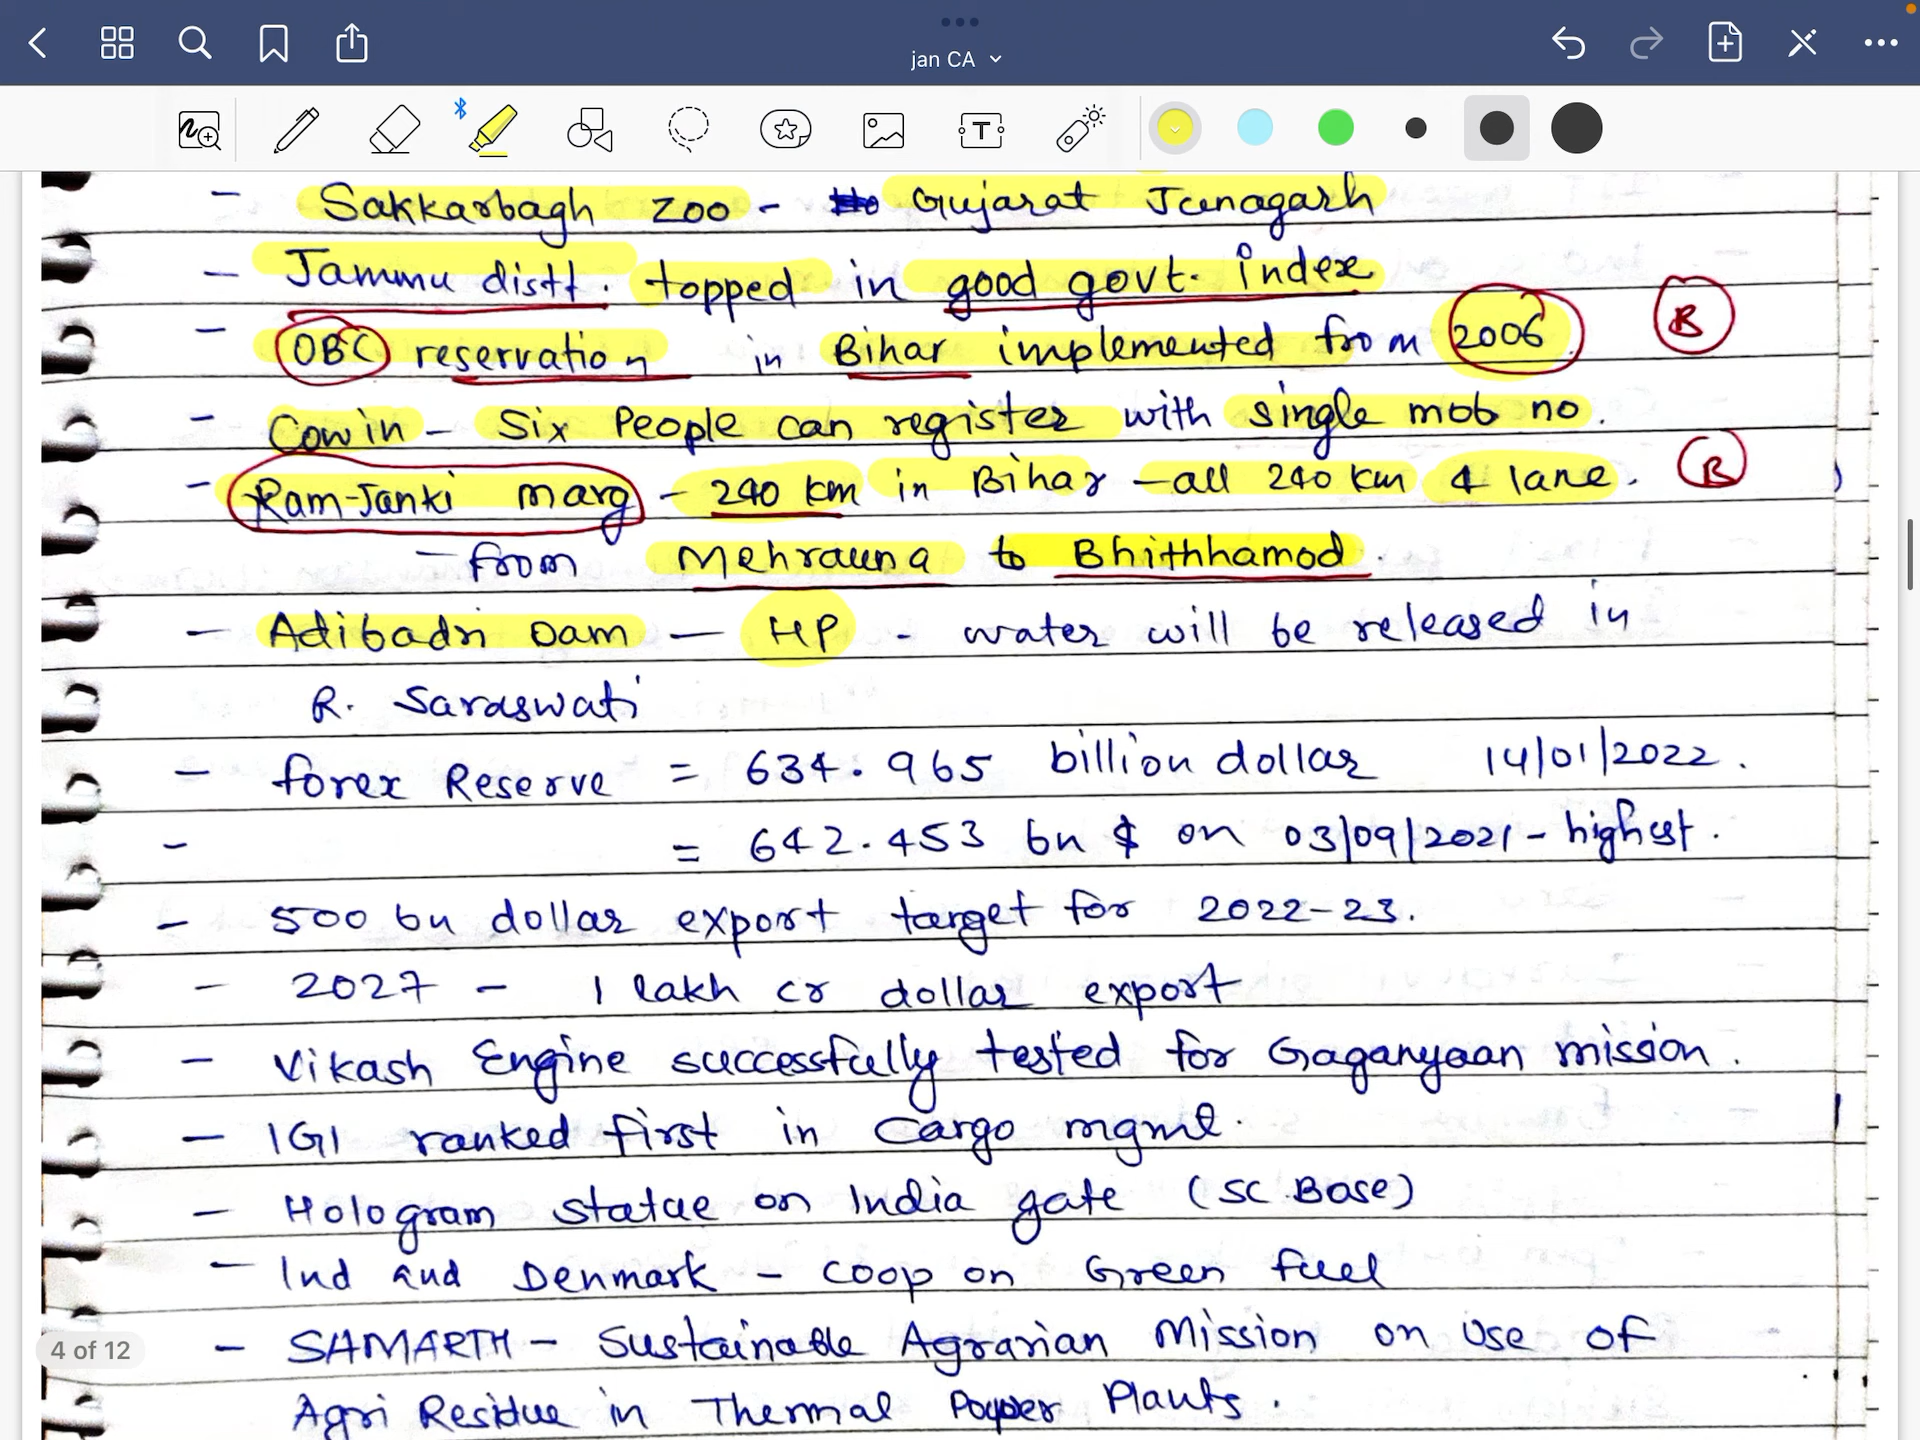 jan CA
- Sakkarbagh zoo - Gujarat Junagarh
- Jammu distt. topped in good govt. index
- OBC reservation in Bihar implemented from 2006. B
- Cowin - Six People can register with single mob no.
- Ram-Janki marg - 240 km in Bihar - all 240 km 4 lane. B
- from Mehrauna to Bhithhamod.
- Adibadri Dam - HP - water will be released in
R. Saraswati
- forex Reserve = 634.965 billion dollar 14/01/2022.
- = 642.453 bn $ on 03/09/2021 - highest.
- 500 bn dollar export target for 2022-23.
- 2027 - 1 lakh cr dollar export
- Vikash Engine successfully tested for Gaganyaan mission.
- IGI ranked first in Cargo mgmt.
- Hologram statue on India gate (SC Bose)
- Ind and Denmark - coop on Green fuel
- SAMARTH - Sustainable Agrarian Mission on Use of
4 of 12
Agri Residue in Thermal Power Plants.